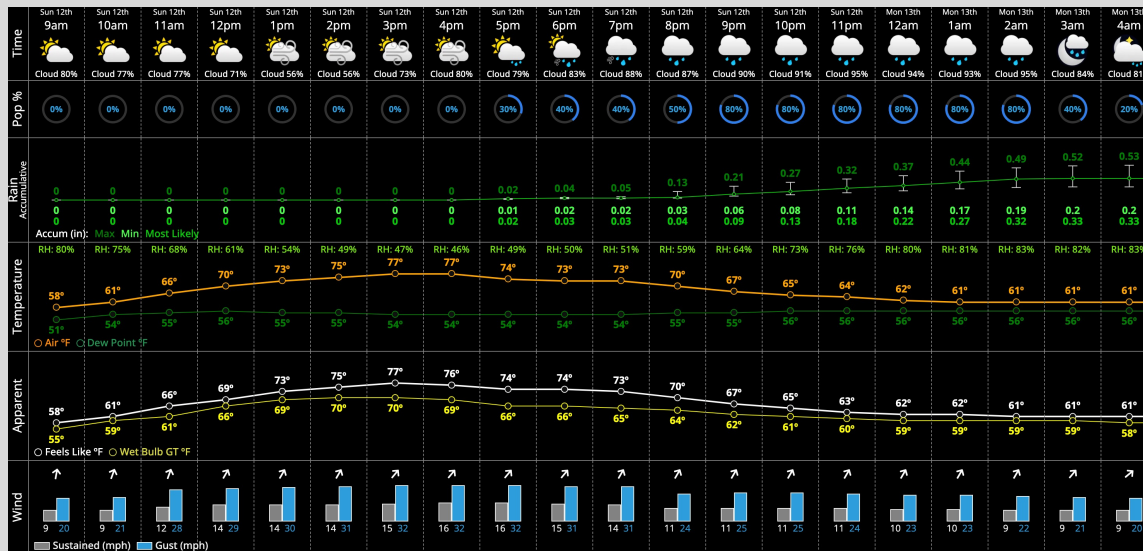 Sun 12th Sun 12th Sun 12th Sun 12th Sun 12th Sun 12th Sun 12th Sun 12th Sun 12th Sun 12th Sun 12th Sun 12th Sun 12th Sun 12th Sun 12th Mon 13th Mon 13th Mon 13th Mon 13th Mon 13th
Time 9am 10am 11am 12pm 1pm 2pm 3pm 4pm 5pm 6pm 7pm 8pm 9pm 10pm 11pm 12am 1am 2am 3am 4am
Cloud 80% Cloud 77% Cloud 77% Cloud 71% Cloud 56% Cloud 56% Cloud 73% Cloud 80% Cloud 79% Cloud 83% Cloud 88% Cloud 87% Cloud 90% Cloud 91% Cloud 95% Cloud 94% Cloud 93% Cloud 95% Cloud 84% Cloud 81
Pop % 0% 0% 0% 0% 0% 0% 0% 0% 30% 40% 40% 50% 80% 80% 80% 80% 80% 80% 40% 20%
Rain
Accumulative
0 0 0 0 0 0 0 0 0.02 0.04 0.05 0.13 0.21 0.27 0.32 0.37 0.44 0.49 0.52 0.53
0 0 0 0 0 0 0 0 0.01 0.02 0.02 0.03 0.06 0.08 0.11 0.14 0.17 0.19 0.2 0.2
0 0 0 0 0 0 0 0 0.02 0.03 0.03 0.04 0.09 0.13 0.18 0.22 0.27 0.32 0.33 0.33
Accum (in): Max Min Most Likely
RH: 80% RH: 75% RH: 68% RH: 61% RH: 54% RH: 49% RH: 47% RH: 46% RH: 49% RH: 50% RH: 51% RH: 59% RH: 64% RH: 73% RH: 76% RH: 80% RH: 81% RH: 83% RH: 82% RH: 83%
Temperature
58° 61° 66° 70° 73° 75° 77° 77° 74° 73° 73° 70° 67° 65° 64° 62° 61° 61° 61° 61°
51° 54° 55° 56° 55° 55° 54° 54° 54° 54° 54° 55° 55° 56° 56° 56° 56° 56° 56° 56°
Air °F Dew Point °F
Apparent
58° 61° 66° 69° 73° 75° 77° 76° 74° 74° 73° 70° 67° 65° 63° 62° 62° 61° 61° 61°
55° 59° 61° 66° 69° 70° 70° 69° 66° 66° 65° 64° 62° 61° 60° 59° 59° 59° 59° 58°
Feels Like °F Wet Bulb GT °F
Wind
9 20 9 21 12 28 14 29 14 30 14 31 15 32 16 32 16 32 15 31 14 31 11 24 11 25 11 25 11 24 10 23 10 23 9 22 9 21 9 20
Sustained (mph) Gust (mph)